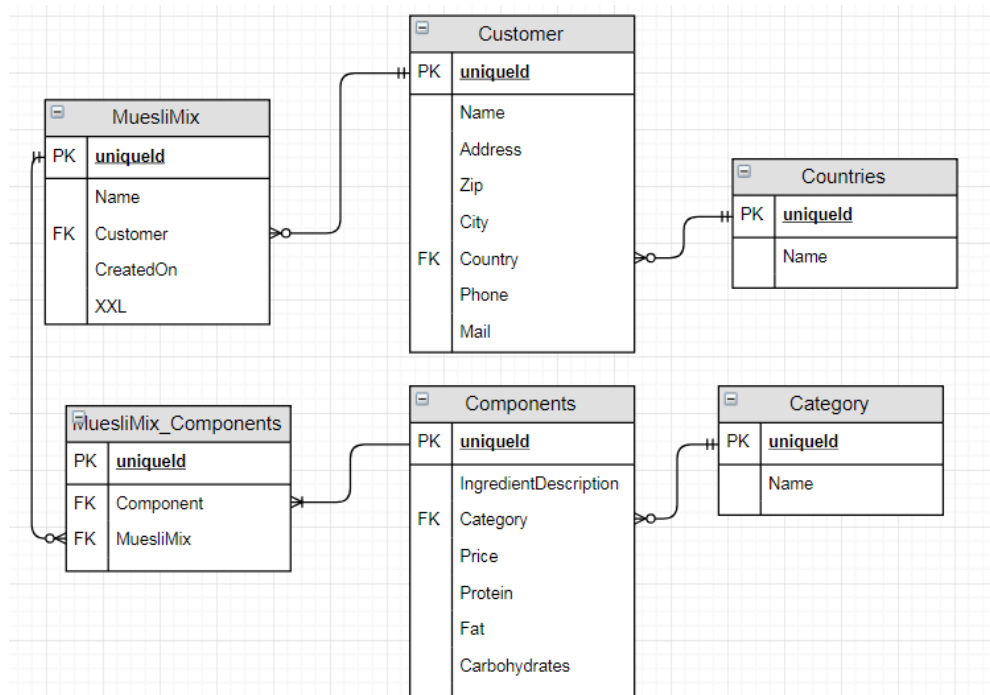 Customer
PK uniqueId
Name
Address
Zip
City
FK Country
Phone
Mail
MuesliMix
PK uniqueId
Name
FK Customer
CreatedOn
XXL
Countries
PK uniqueId
Name
MuesliMix_Components
PK uniqueId
FK Component
FK MuesliMix
Components
PK uniqueId
IngredientDescription
FK Category
Price
Protein
Fat
Carbohydrates
Category
PK uniqueId
Name